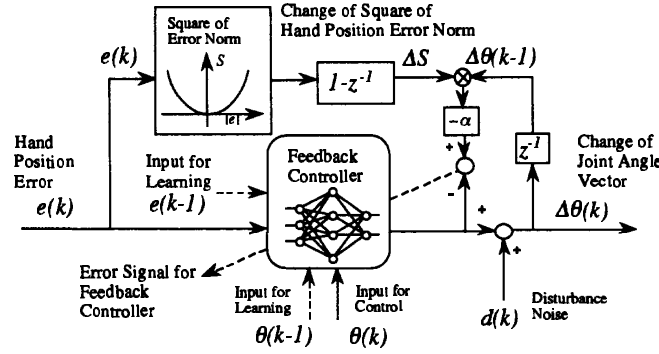 Square of
Error Norm
S
|e|
e(k)
Change of Square of
Hand Position Error Norm
1-z⁻¹
ΔS
⊗
Δθ(k-1)
-α
z⁻¹
+
-
Hand
Position
Error
e(k)
Input for
Learning
e(k-1)
Feedback
Controller
Change of
Joint Angle
Vector
Δθ(k)
+
+
Error Signal for
Feedback
Controller
Input for
Learning
θ(k-1)
Input for
Control
θ(k)
d(k)
Disturbance
Noise